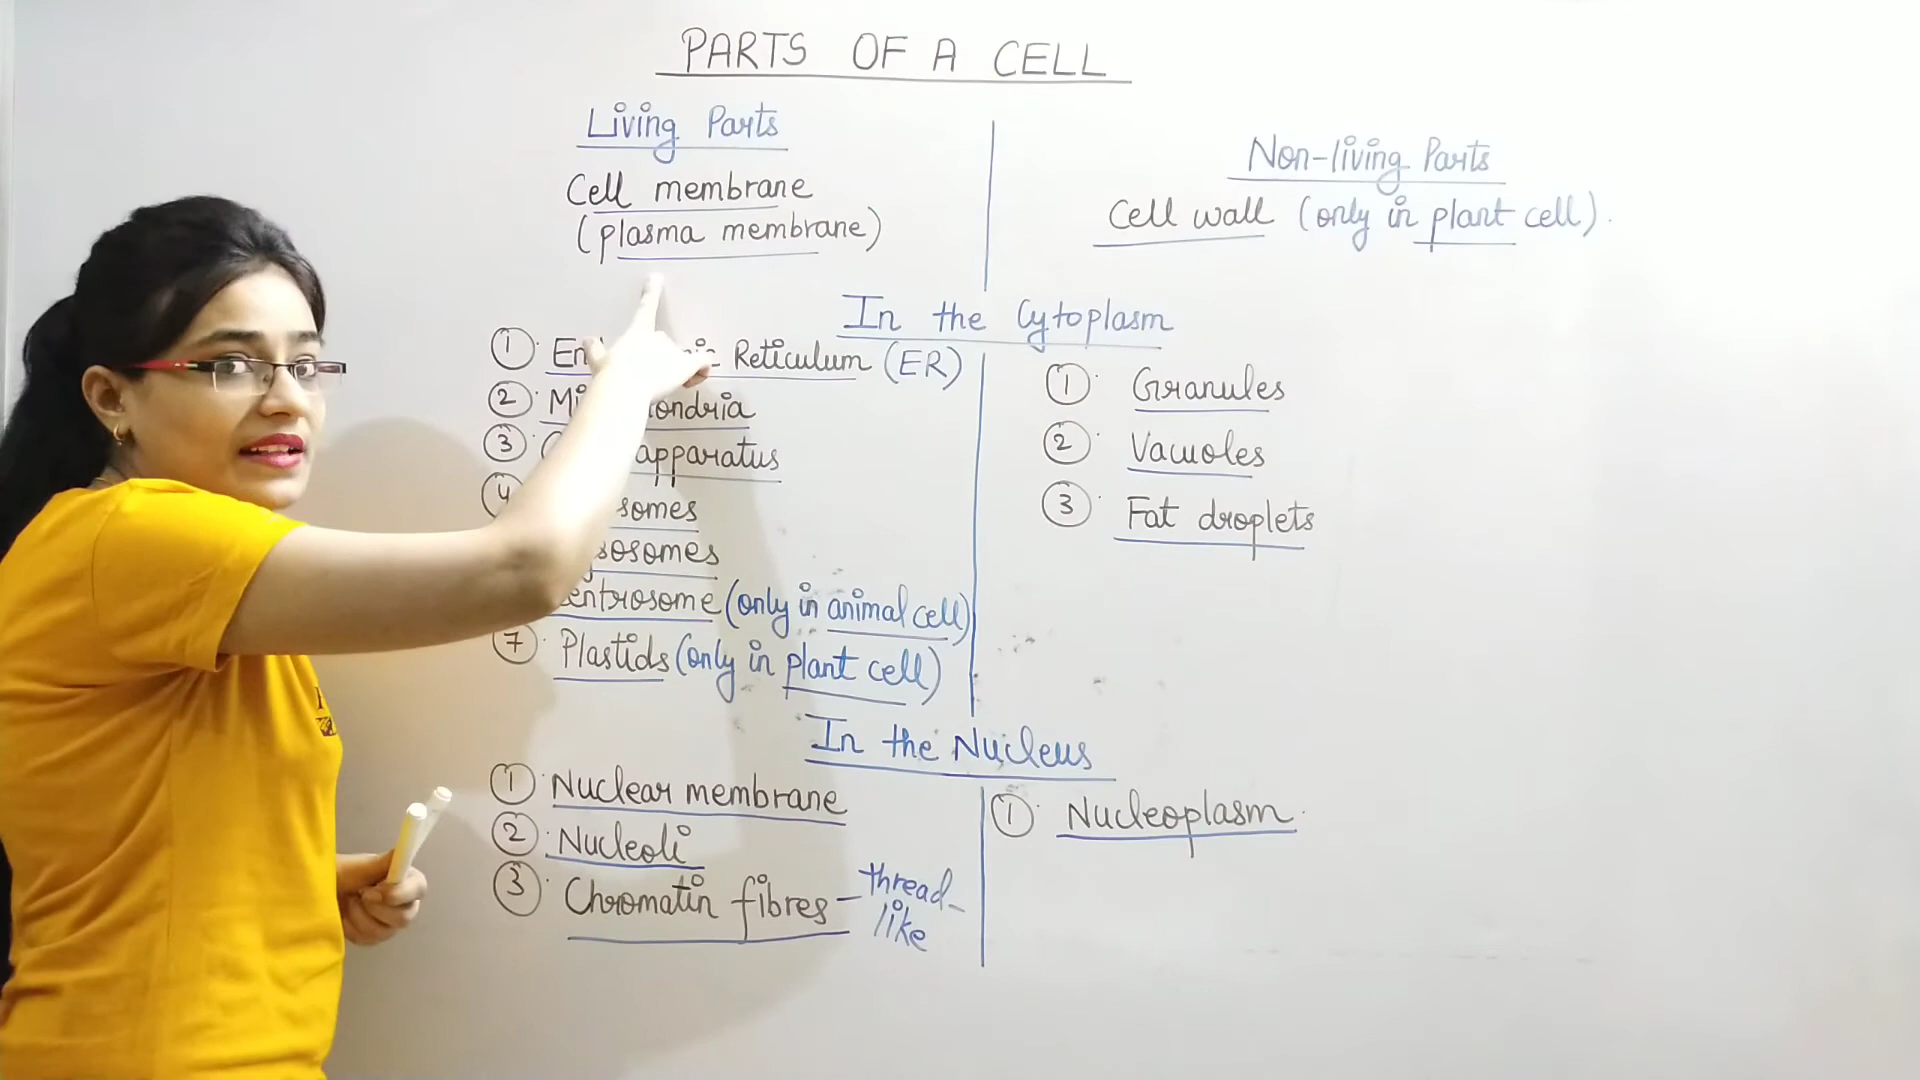 PARTS OF A CELL
Living Parts
Cell membrane
(plasma membrane)
Non-living Parts
Cell wall (only in plant cell).
In the Cytoplasm
① Reticulum (ER)
②
③ apparatus
④
(only in animal cell)
⑦ Plastids (only in plant cell)
① Granules
② Vacuoles
③ Fat droplets
In the Nucleus
① Nuclear membrane
② Nucleoli
③ Chromatin fibres – thread-
like
① Nucleoplasm.